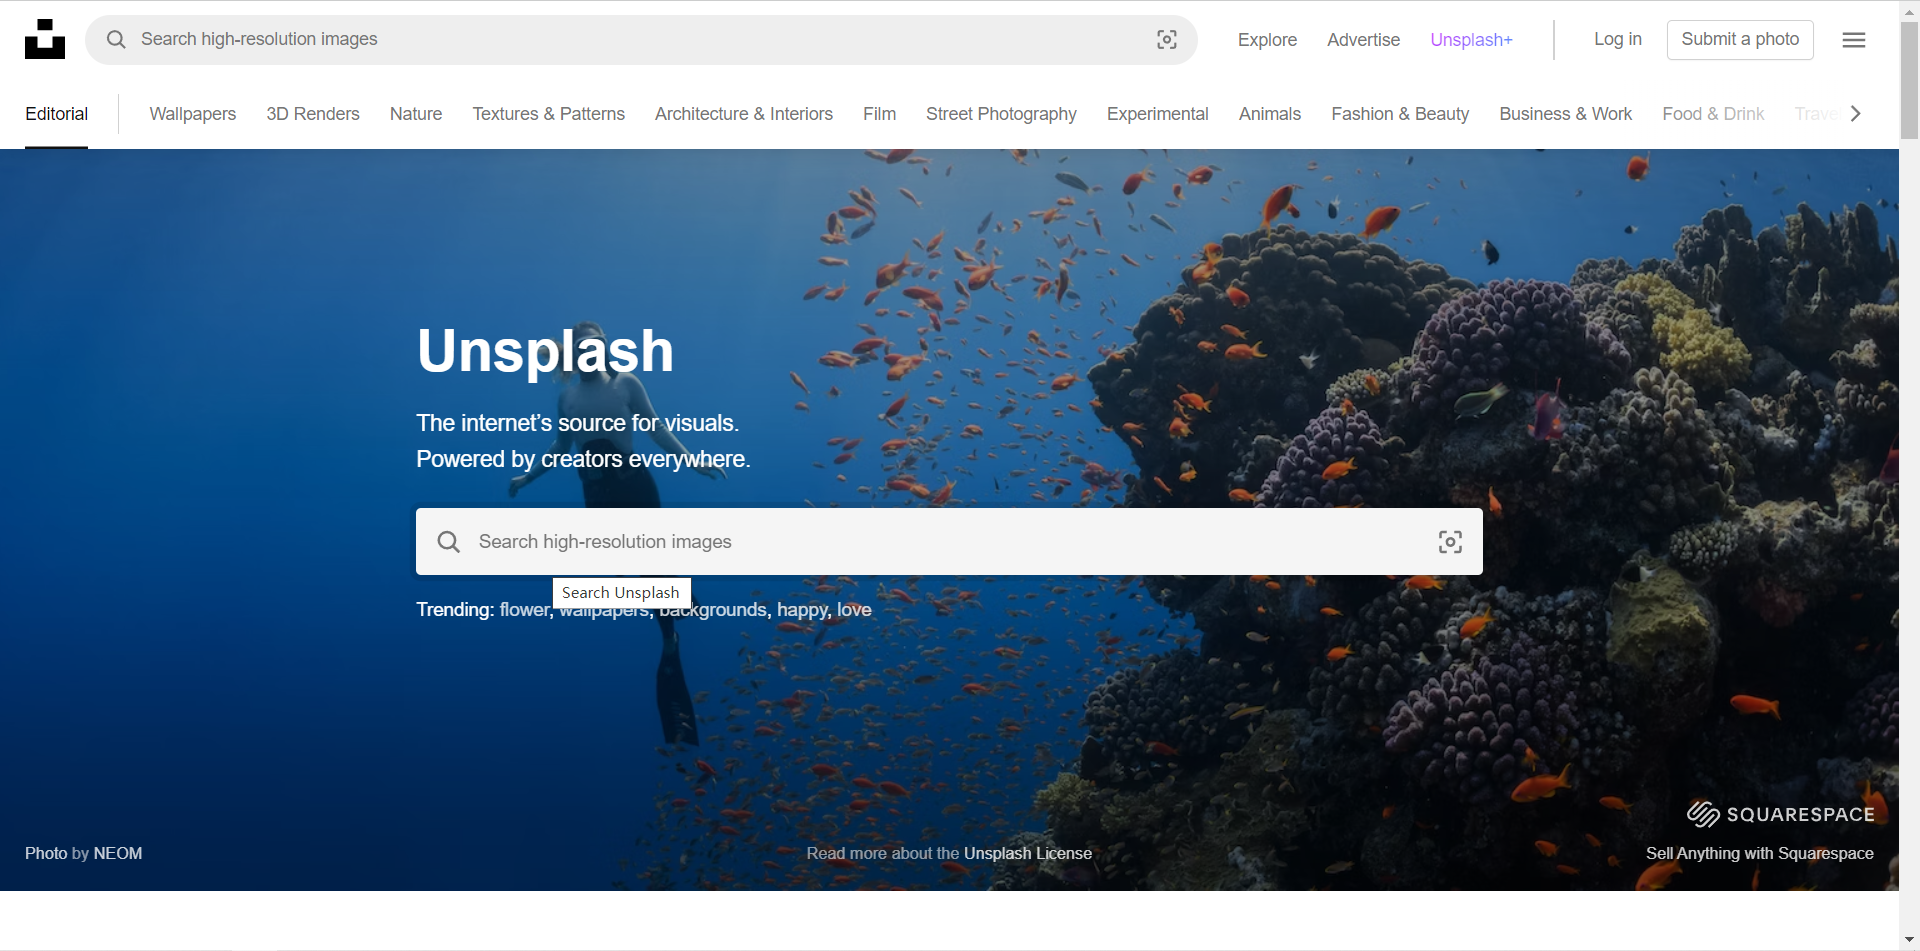 Search high-resolution images
Explore Advertise Unsplash+ Log in Submit a photo
Editorial Wallpapers 3D Renders Nature Textures & Patterns Architecture & Interiors Film Street Photography Experimental Animals Fashion & Beauty Business & Work Food & Drink Travel
Unsplash
The internet’s source for visuals.
Powered by creators everywhere.
Search high-resolution images
Search Unsplash
Trending: flower, wallpapers, backgrounds, happy, love
SQUARESPACE
Photo by NEOM
Read more about the Unsplash License
Sell Anything with Squarespace